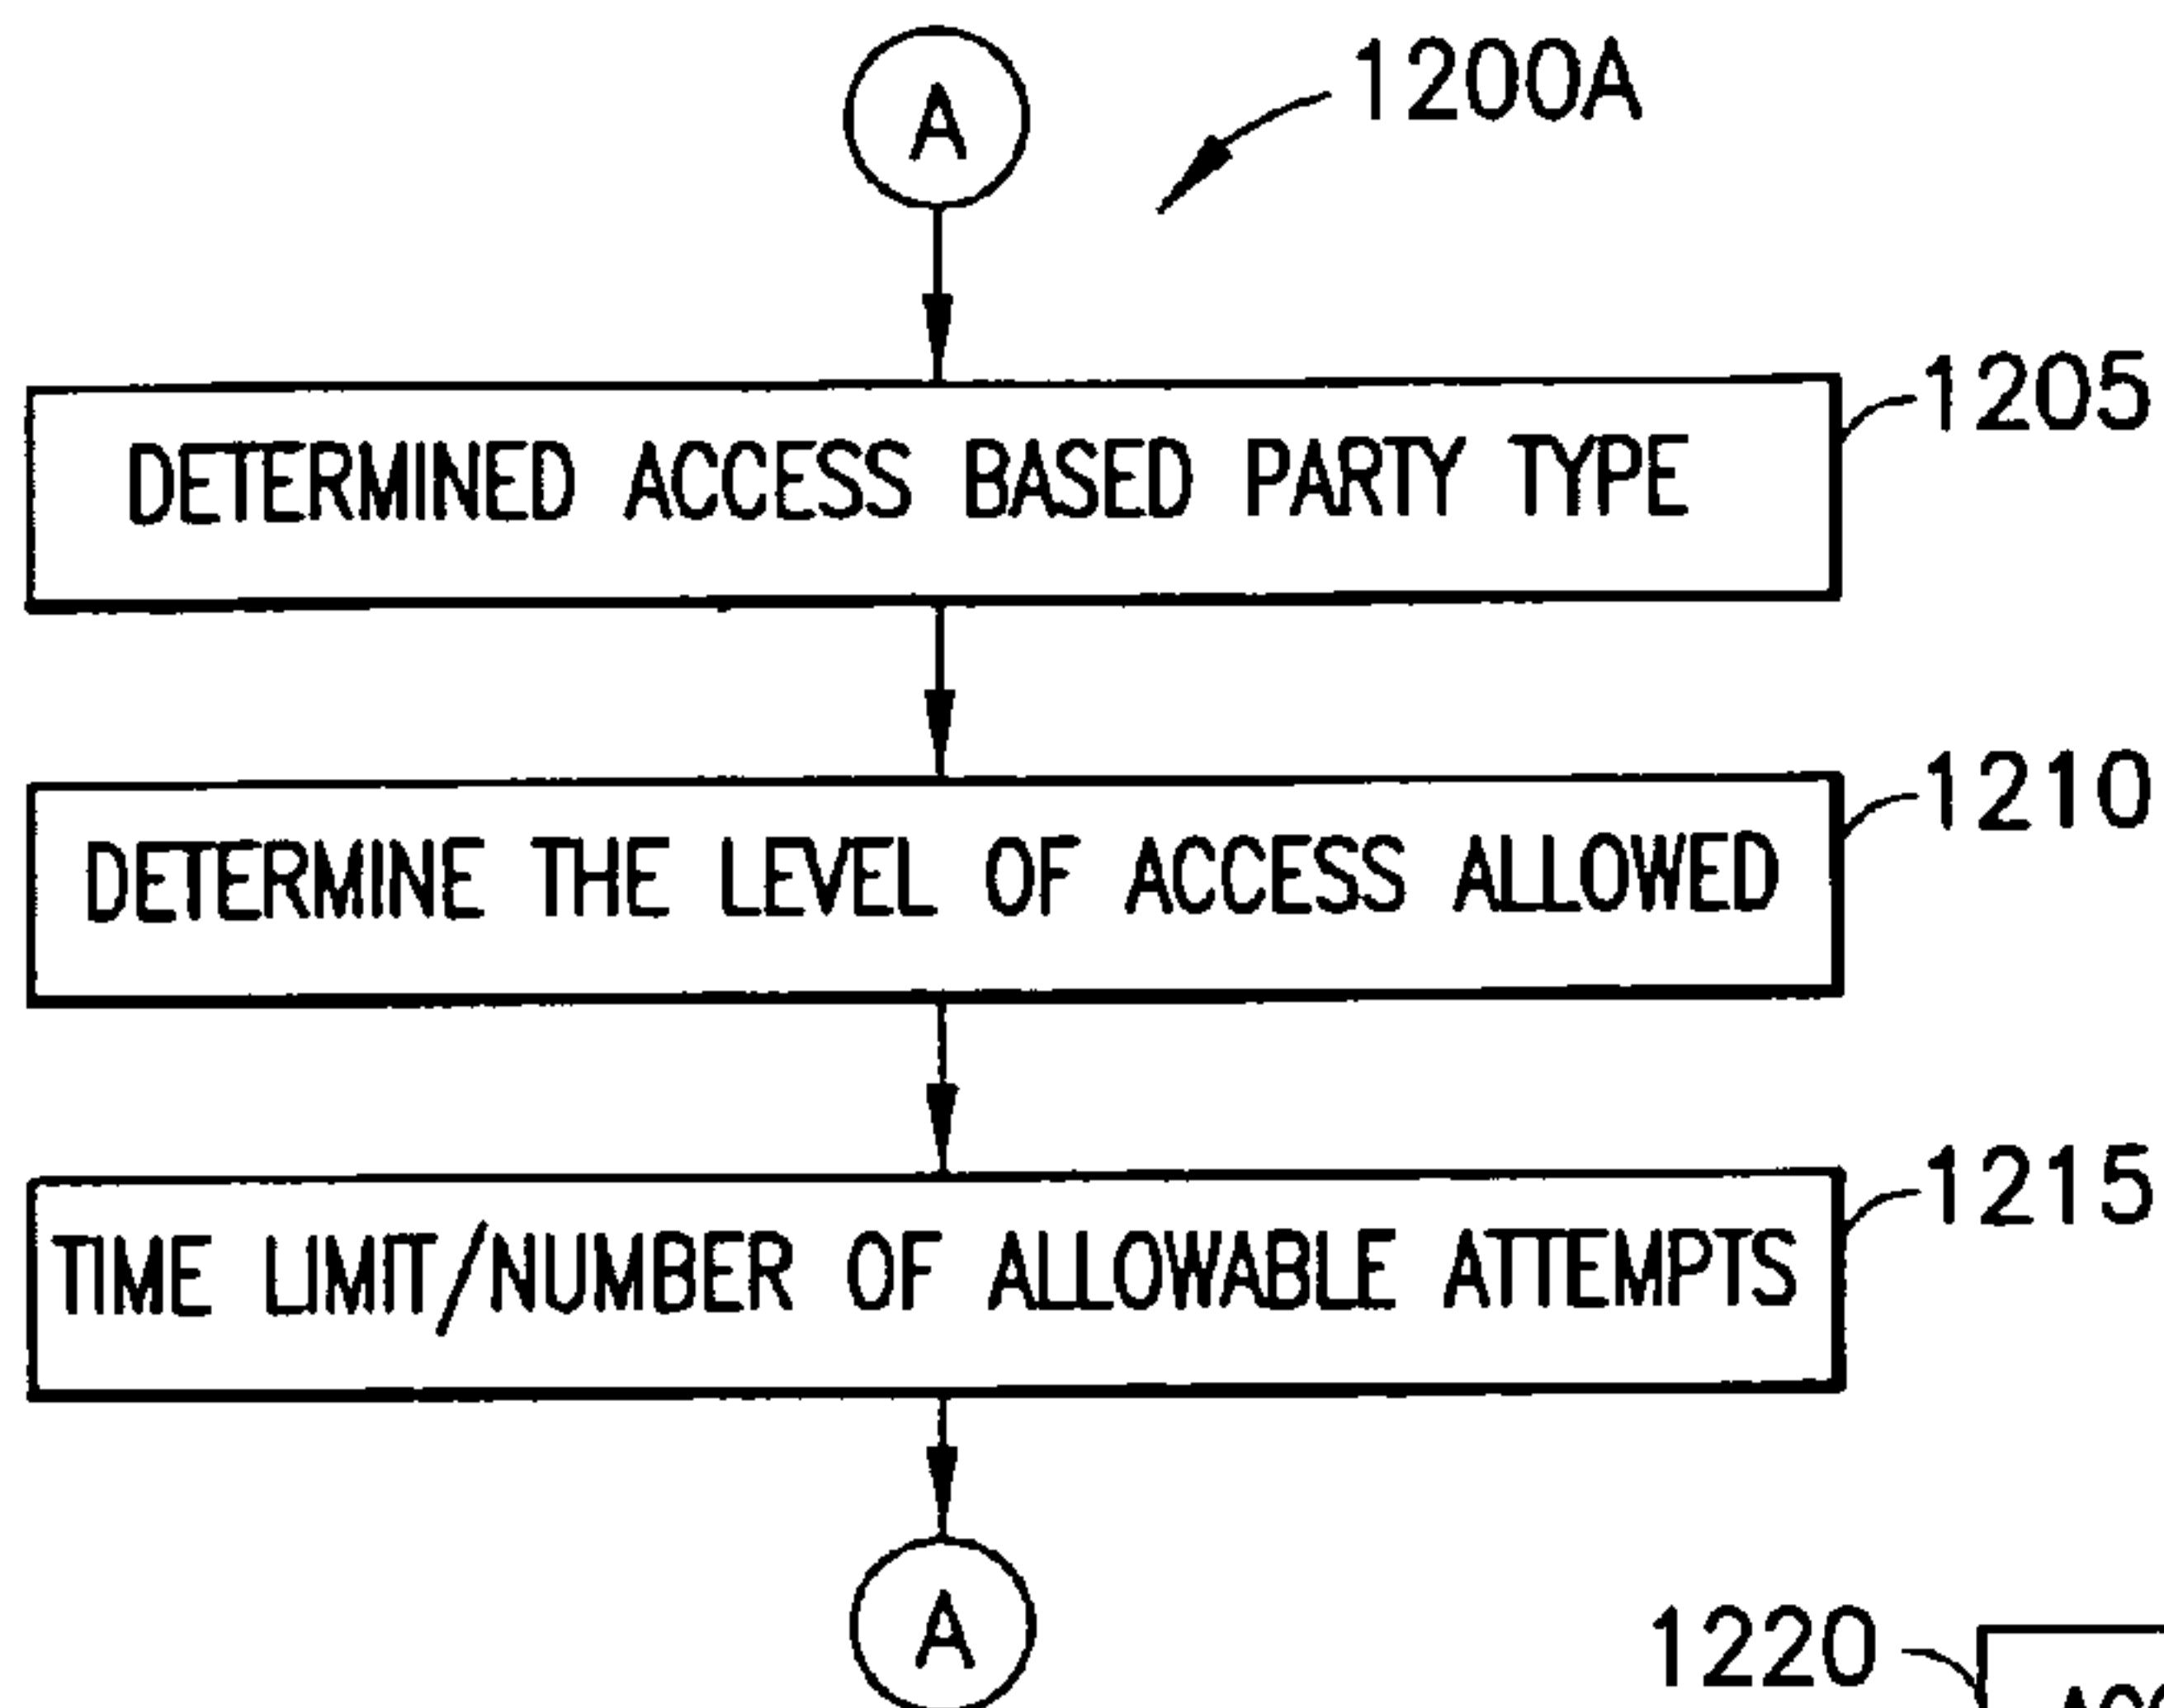 A
1200A
1205
DETERMINED ACCESS BASED PARTY TYPE
1210
DETERMINE THE LEVEL OF ACCESS ALLOWED
1215
TIME LIMIT/NUMBER OF ALLOWABLE ATTEMPTS
A
1220